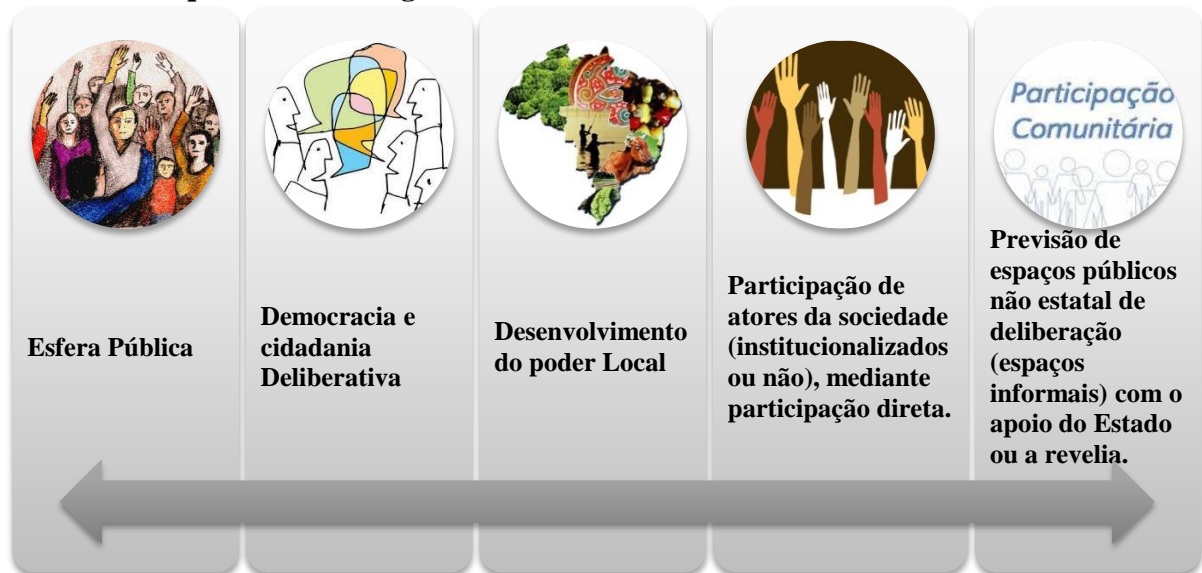 Esfera Pública
Democracia e
cidadania
Deliberativa
Desenvolvimento
do poder Local
Participação de
atores da sociedade
(institucionalizados
ou não), mediante
participação direta.
Participação
Comunitária
Previsão de
espaços públicos
não estatal de
deliberação
(espaços
informais) com o
apoio do Estado
ou a revelia.